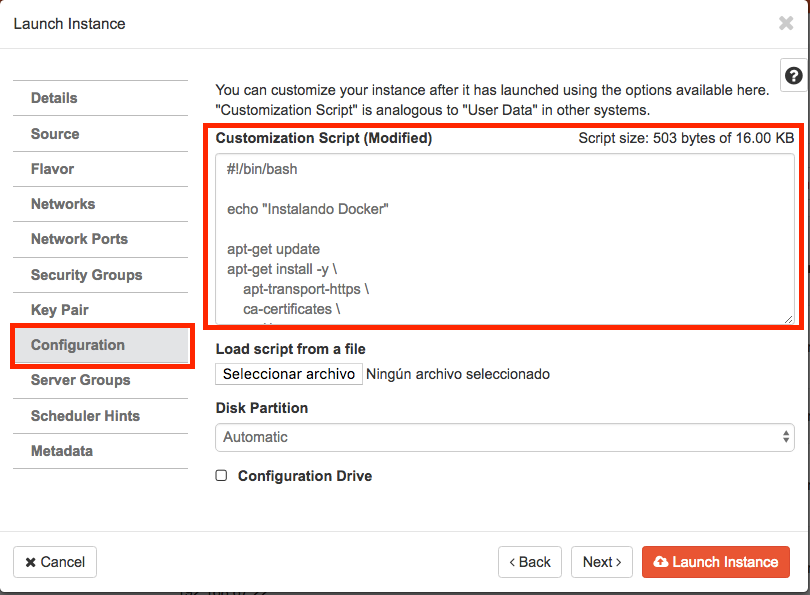 Launch Instance
Details
Source
Flavor
Networks
Network Ports
Security Groups
Key Pair
Configuration
Server Groups
Scheduler Hints
Metadata
You can customize your instance after it has launched using the options available here.
"Customization Script" is analogous to "User Data" in other systems.
Customization Script (Modified) Script size: 503 bytes of 16.00 KB
#!/bin/bash
echo "Instalando Docker"
apt-get update
apt-get install -y \
apt-transport-https \
ca-certificates \
Load script from a file
Seleccionar archivo Ningún archivo seleccionado
Disk Partition
Automatic
Configuration Drive
Cancel
‹ Back
Next ›
Launch Instance